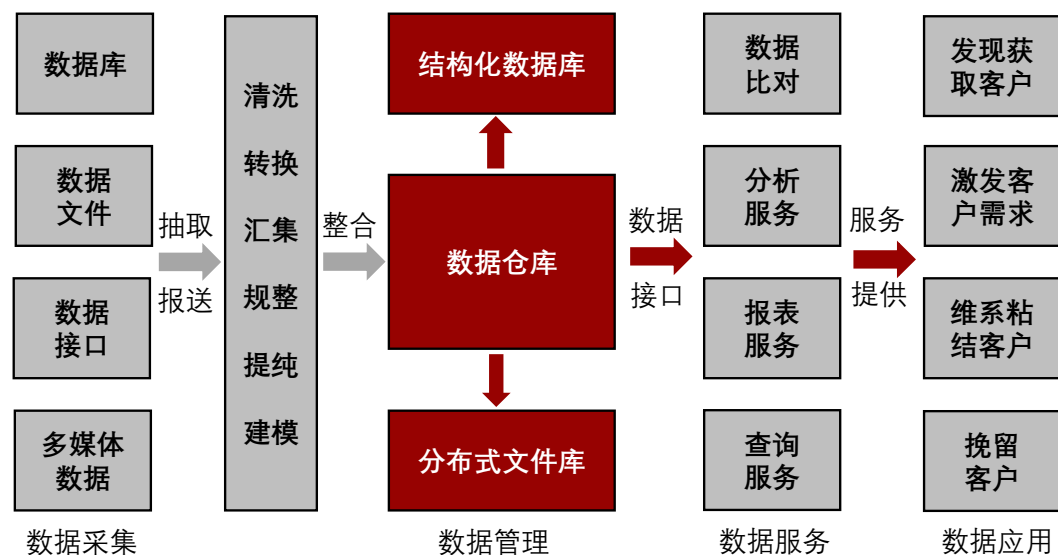 数据库
数据
文件
数据
接口
多媒体
数据
数据采集
抽取
报送
清洗
转换
汇集
规整
提纯
建模
整合
结构化数据库
数据仓库
分布式文件库
数据管理
数据
接口
数据
比对
分析
服务
报表
服务
查询
服务
数据服务
服务
提供
发现获
取客户
激发客
户需求
维系粘
结客户
挽留
客户
数据应用